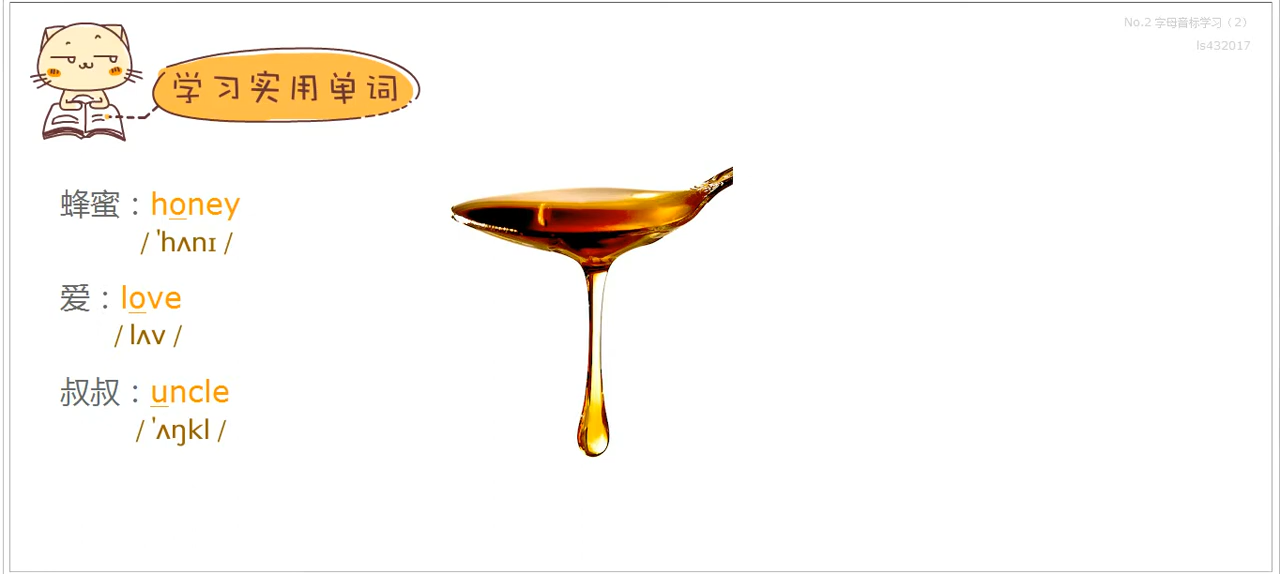 No.2 字母音标学习（2）
ls432017
学习实用单词
蜂蜜：honey
/ ˈhʌnɪ /
爱：love
/ lʌv /
叔叔：uncle
/ ˈʌŋkl /